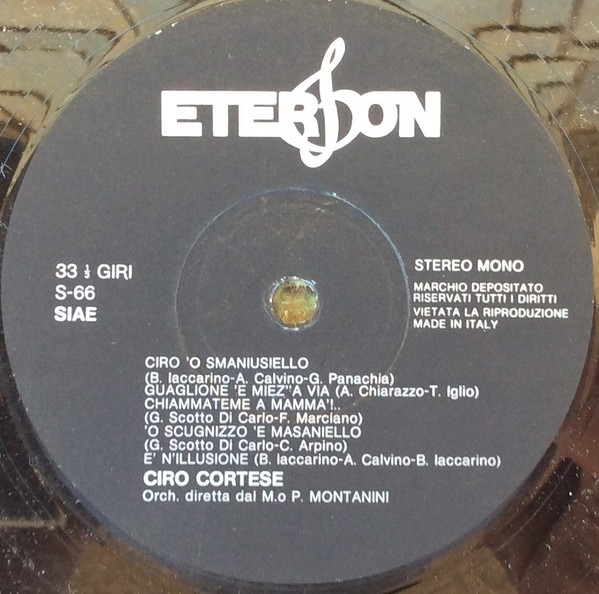 ETERSON
33 ⅓ GIRI
S-66
SIAE
STEREO MONO
MARCHIO DEPOSITATO
RISERVATI TUTTI I DIRITTI
VIETATA LA RIPRODUZIONE
MADE IN ITALY
CIRO 'O SMANIUSIELLO
(B. Iaccarino-A. Calvino-G. Panachia)
GUAGLIONE 'E MIEZ''A VIA (A. Chiarazzo-T. Iglio)
CHIAMMATEME A MAMMA'!..
(G. Scotto Di Carlo-F. Marciano)
'O SCUGNIZZO 'E MASANIELLO
(G. Scotto Di Carlo-C. Arpino)
E' N'ILLUSIONE (B. Iaccarino-A. Calvino-B. Iaccarino)
CIRO CORTESE
Orch. diretta dal M.o P. MONTANINI